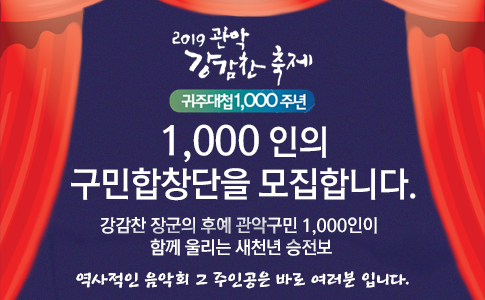 2019 관악
강감찬 축제
귀주대첩1,000주년
1,000 인의
구민합창단을 모집합니다.
강감찬 장군의 후예 관악구민 1,000인이
함께 울리는 새천년 승전보
역사적인 음악회 그 주인공은 바로 여러분 입니다.